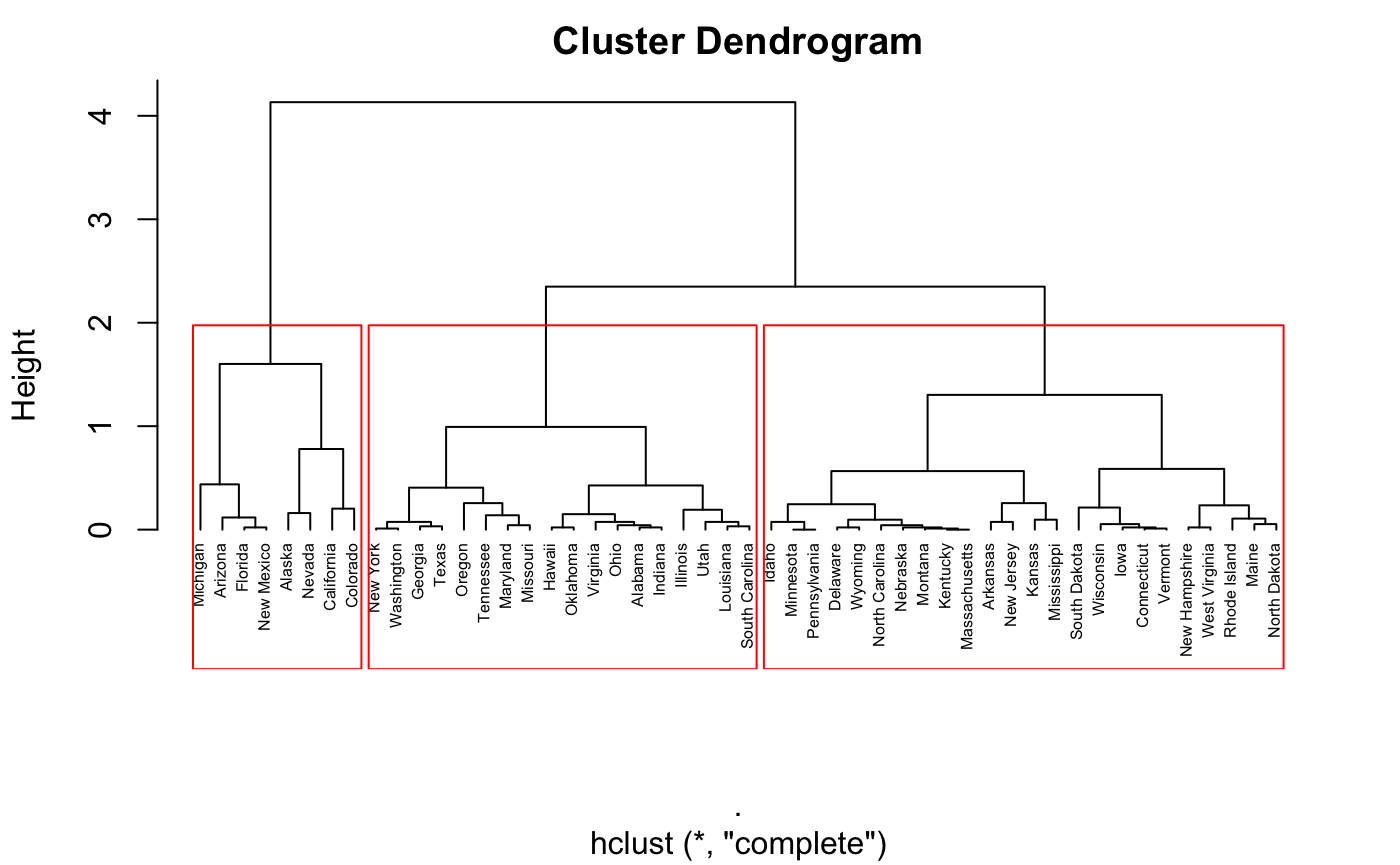 Cluster Dendrogram
Height
4
3
2
1
0
Michigan
Arizona
Florida
New Mexico
Alaska
Nevada
California
Colorado
New York
Washington
Georgia
Texas
Oregon
Tennessee
Maryland
Missouri
Hawaii
Oklahoma
Virginia
Ohio
Alabama
Indiana
Illinois
Utah
Louisiana
South Carolina
Idaho
Minnesota
Pennsylvania
Delaware
Wyoming
North Carolina
Nebraska
Montana
Kentucky
Massachusetts
Arkansas
New Jersey
Kansas
Mississippi
South Dakota
Wisconsin
Iowa
Connecticut
Vermont
New Hampshire
West Virginia
Rhode Island
Maine
North Dakota
.
hclust (*, "complete")